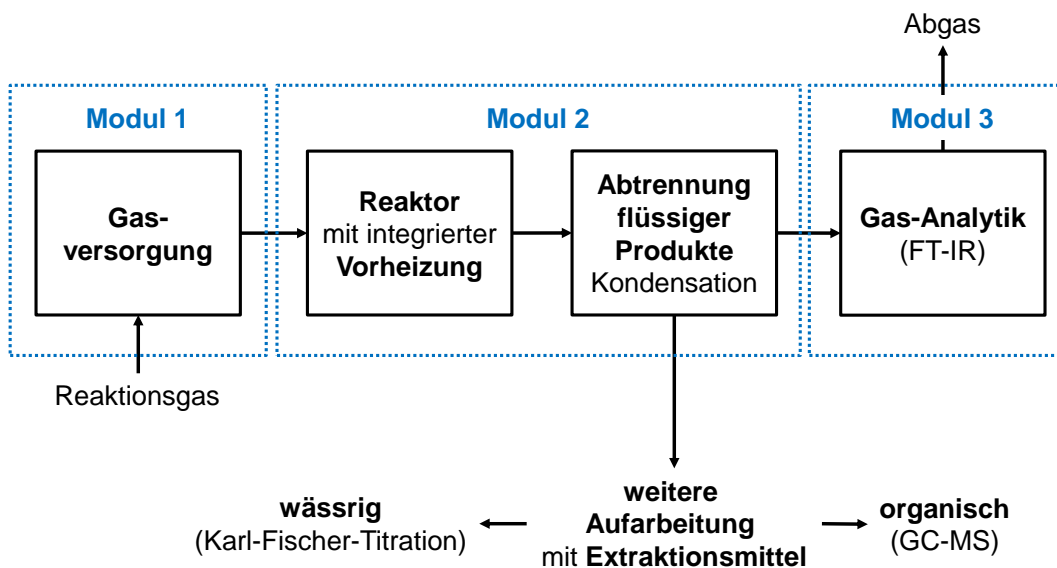 Abgas
Modul 1
Modul 2
Modul 3
Gas-
versorgung
Reaktor
mit integrierter
Vorheizung
Abtrennung
flüssiger
Produkte
Kondensation
Gas-Analytik
(FT-IR)
Reaktionsgas
wässrig
(Karl-Fischer-Titration)
weitere
Aufarbeitung
mit Extraktionsmittel
organisch
(GC-MS)